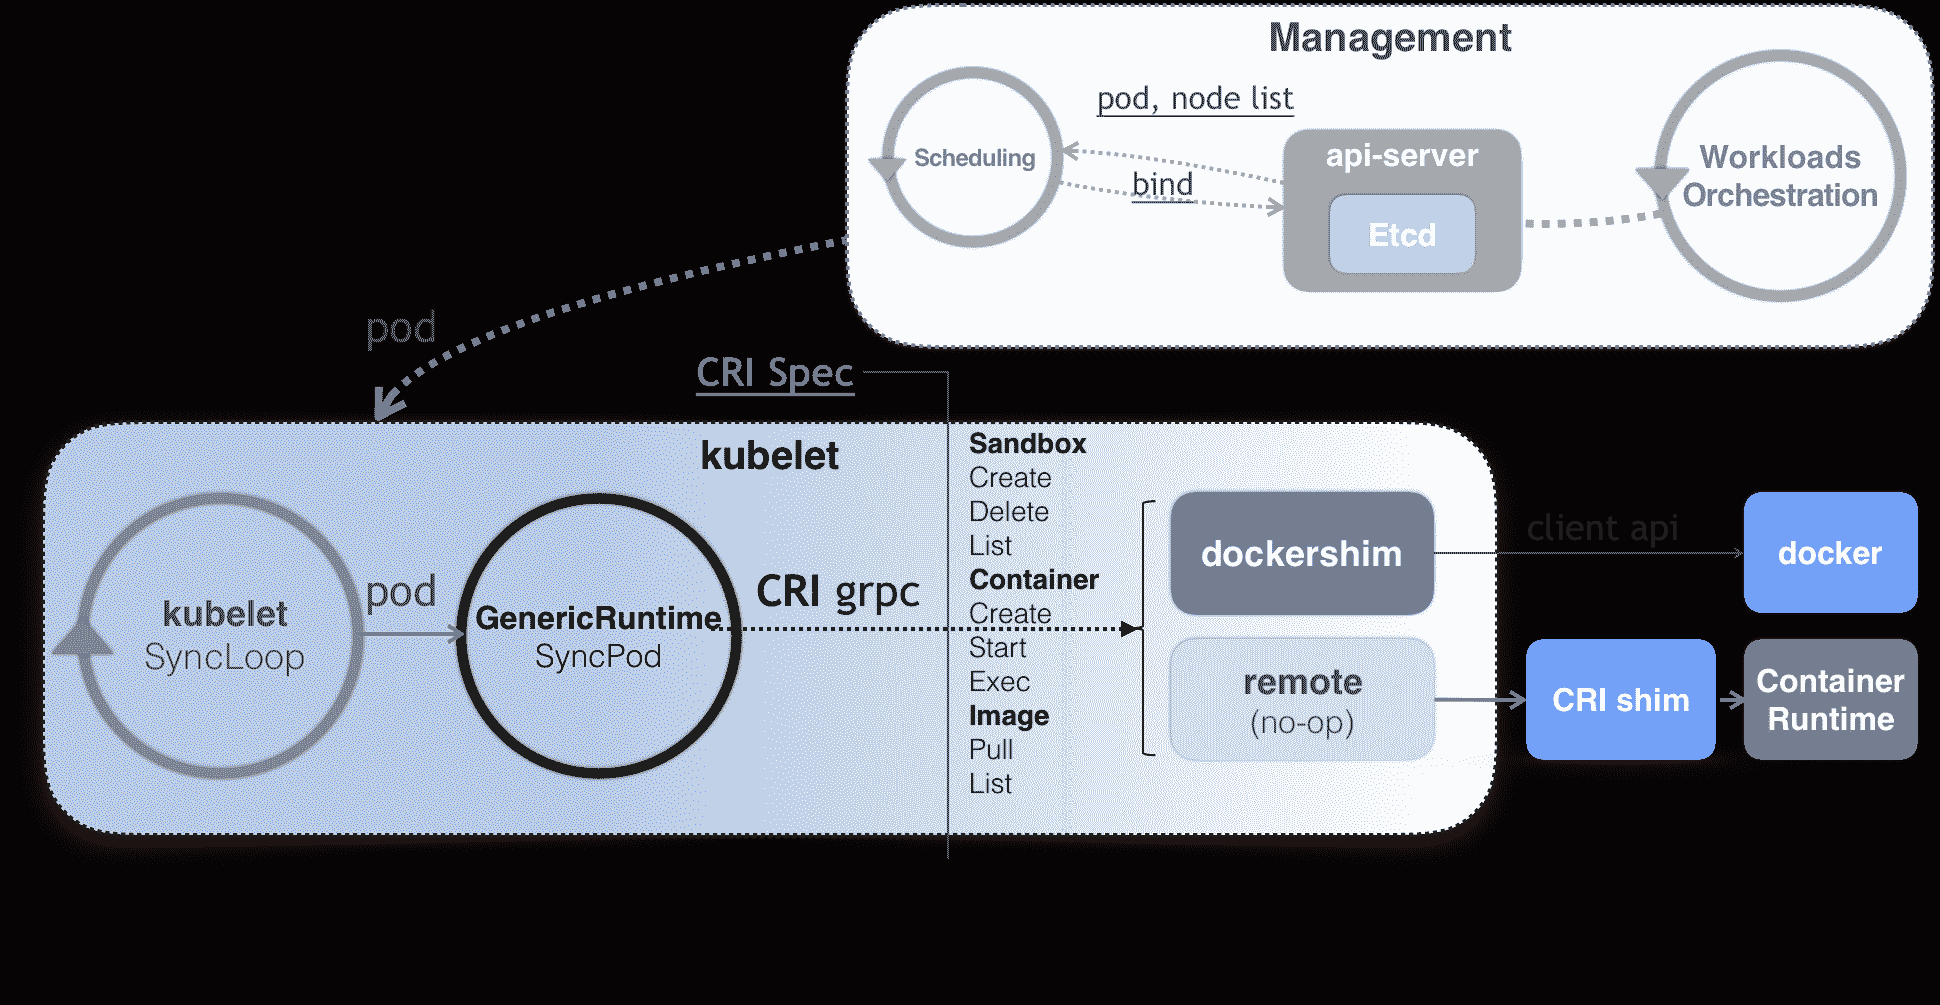 Management
pod, node list
Scheduling
bind
api-server
Etcd
Workloads
Orchestration
pod
CRI Spec
kubelet
kubelet
SyncLoop
pod
GenericRuntime
SyncPod
CRI grpc
Sandbox
Create
Delete
List
Container
Create
Start
Exec
Image
Pull
List
dockershim
remote
(no-op)
client api
docker
CRI shim
Container
Runtime